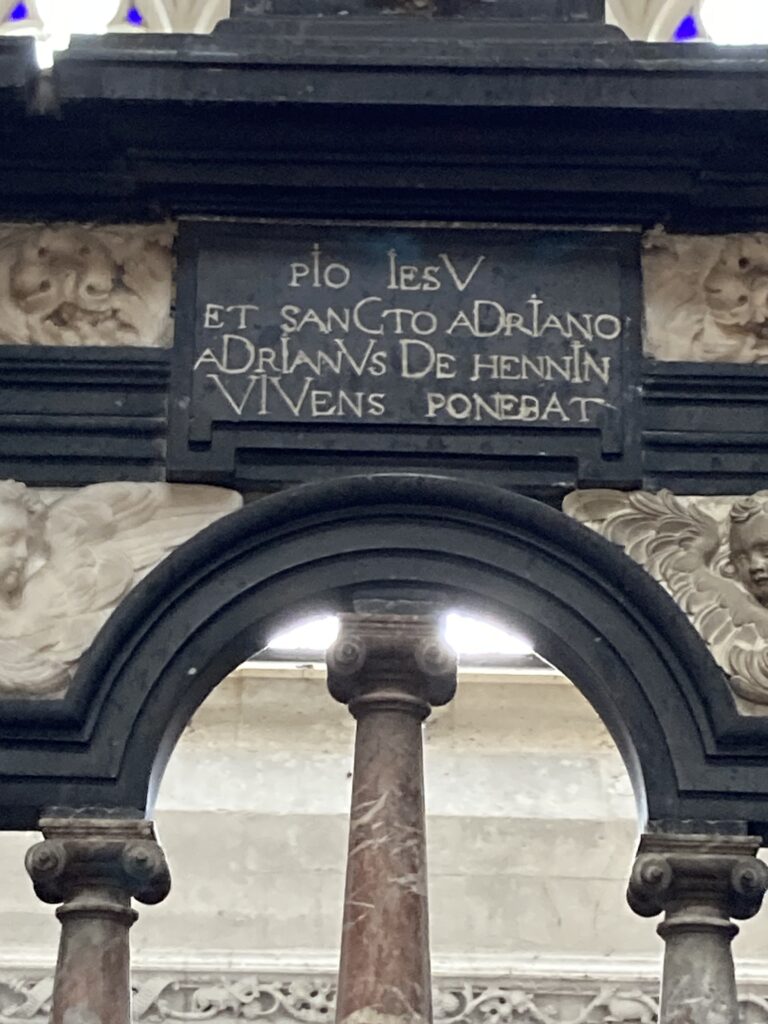 PIO IESV
ET SANCTO ADRIANO
ADRIANVS DE HENNIN
VIVENS PONEBAT